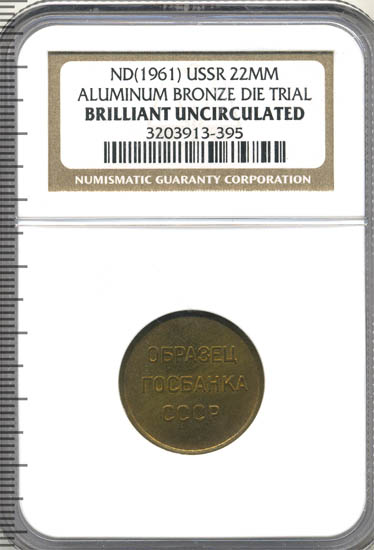 ND(1961) USSR 22MM
ALUMINUM BRONZE DIE TRIAL
BRILLIANT UNCIRCULATED
3203913-395
NUMISMATIC GUARANTY CORPORATION
ОБРАЗЕЦ
ГОСБАНКА
СССР